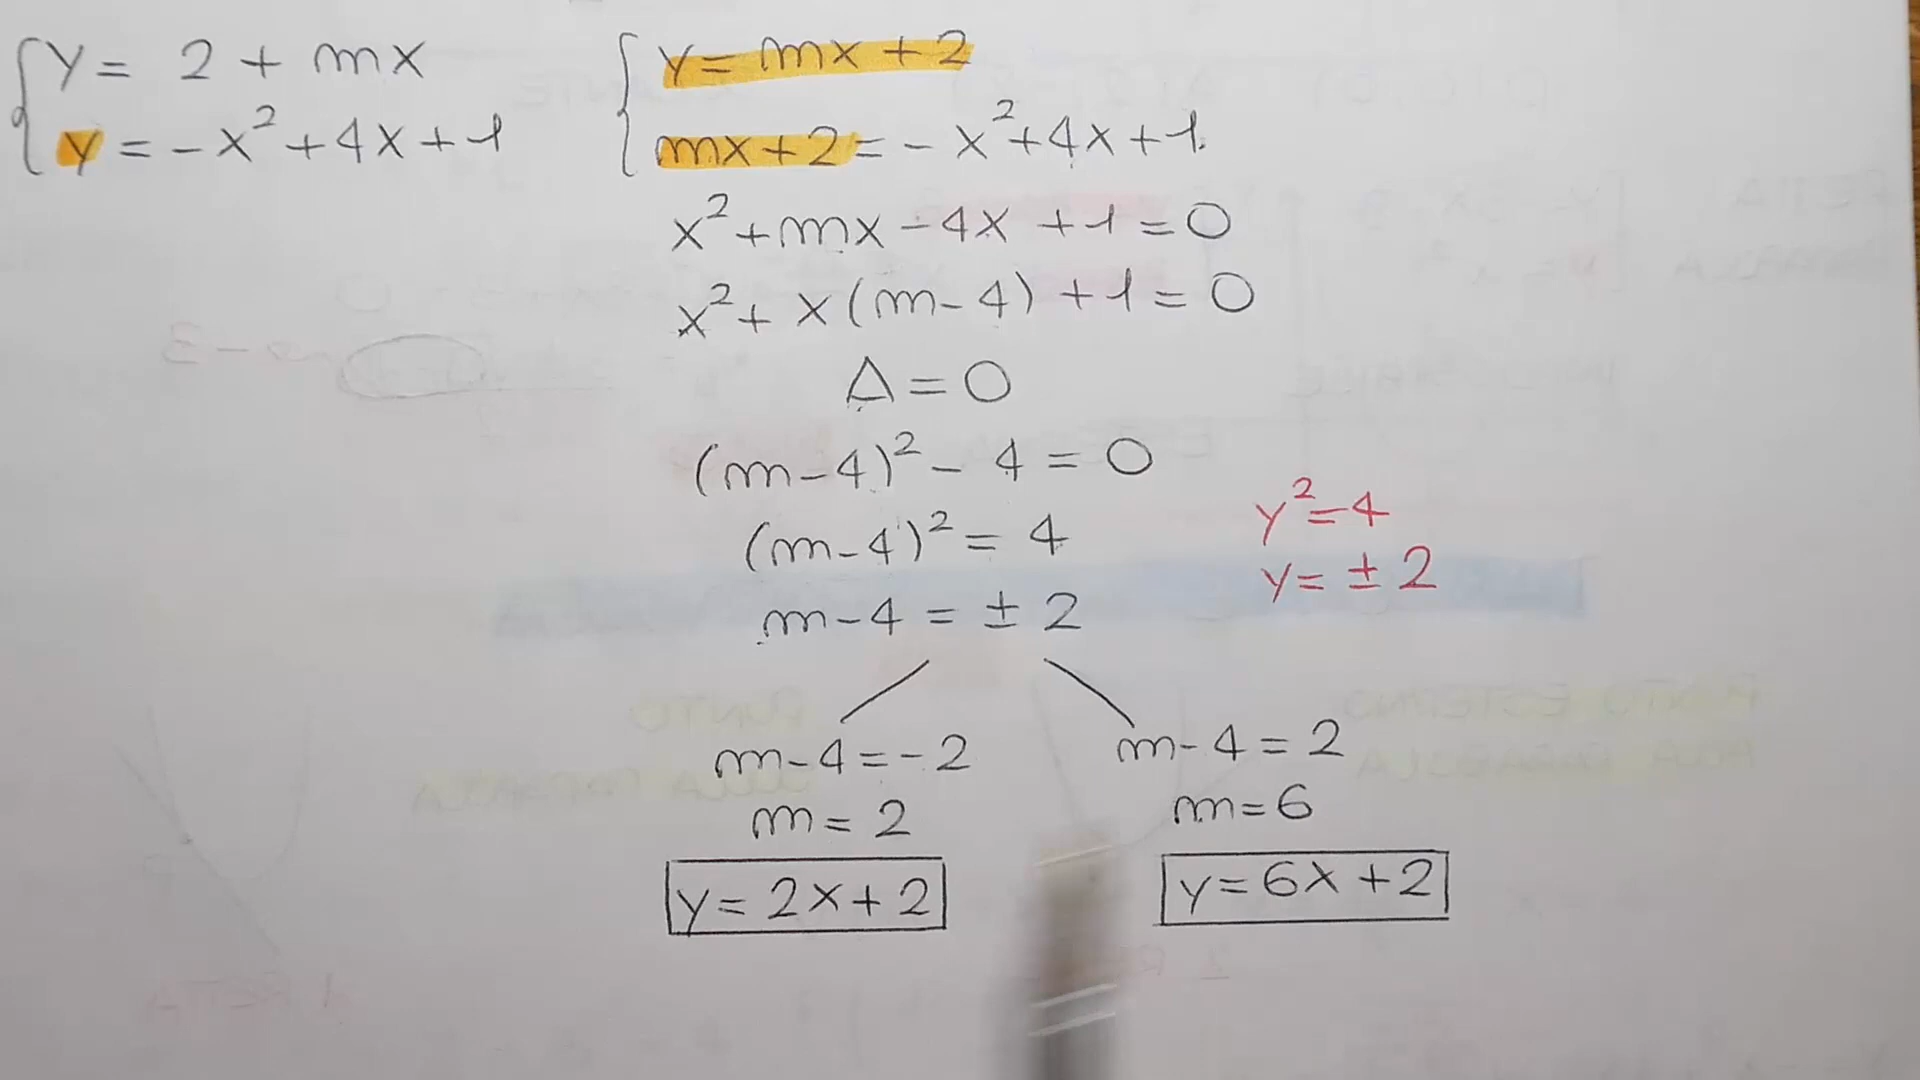 y = 2 + mx
y = -x² + 4x + 1
y = mx + 2
mx + 2 = -x² + 4x + 1
x² + mx - 4x + 1 = 0
x² + x(m - 4) + 1 = 0
Δ = 0
(m - 4)² - 4 = 0
(m - 4)² = 4
m - 4 = ± 2
y² = 4
y = ± 2
m - 4 = -2
m = 2
y = 2x + 2
m - 4 = 2
m = 6
y = 6x + 2